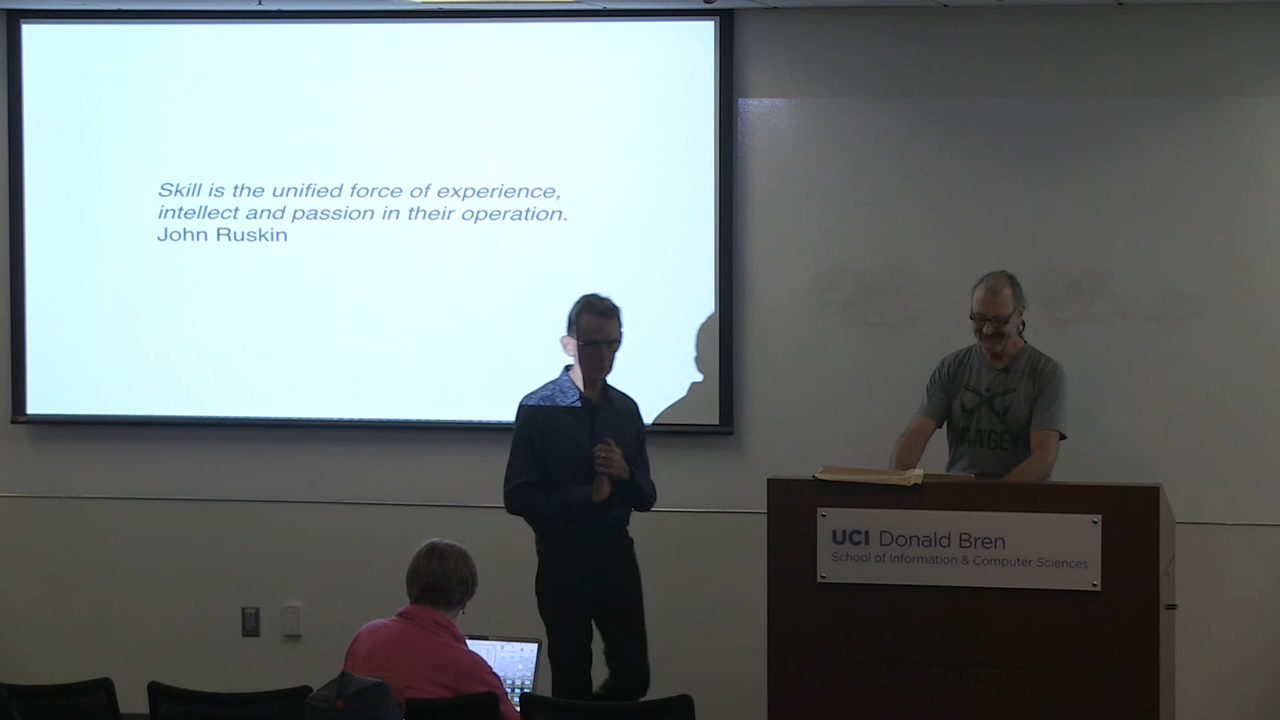 Skill is the unified force of experience,
intellect and passion in their operation.
John Ruskin
UCI Donald Bren
School of Information & Computer Sciences